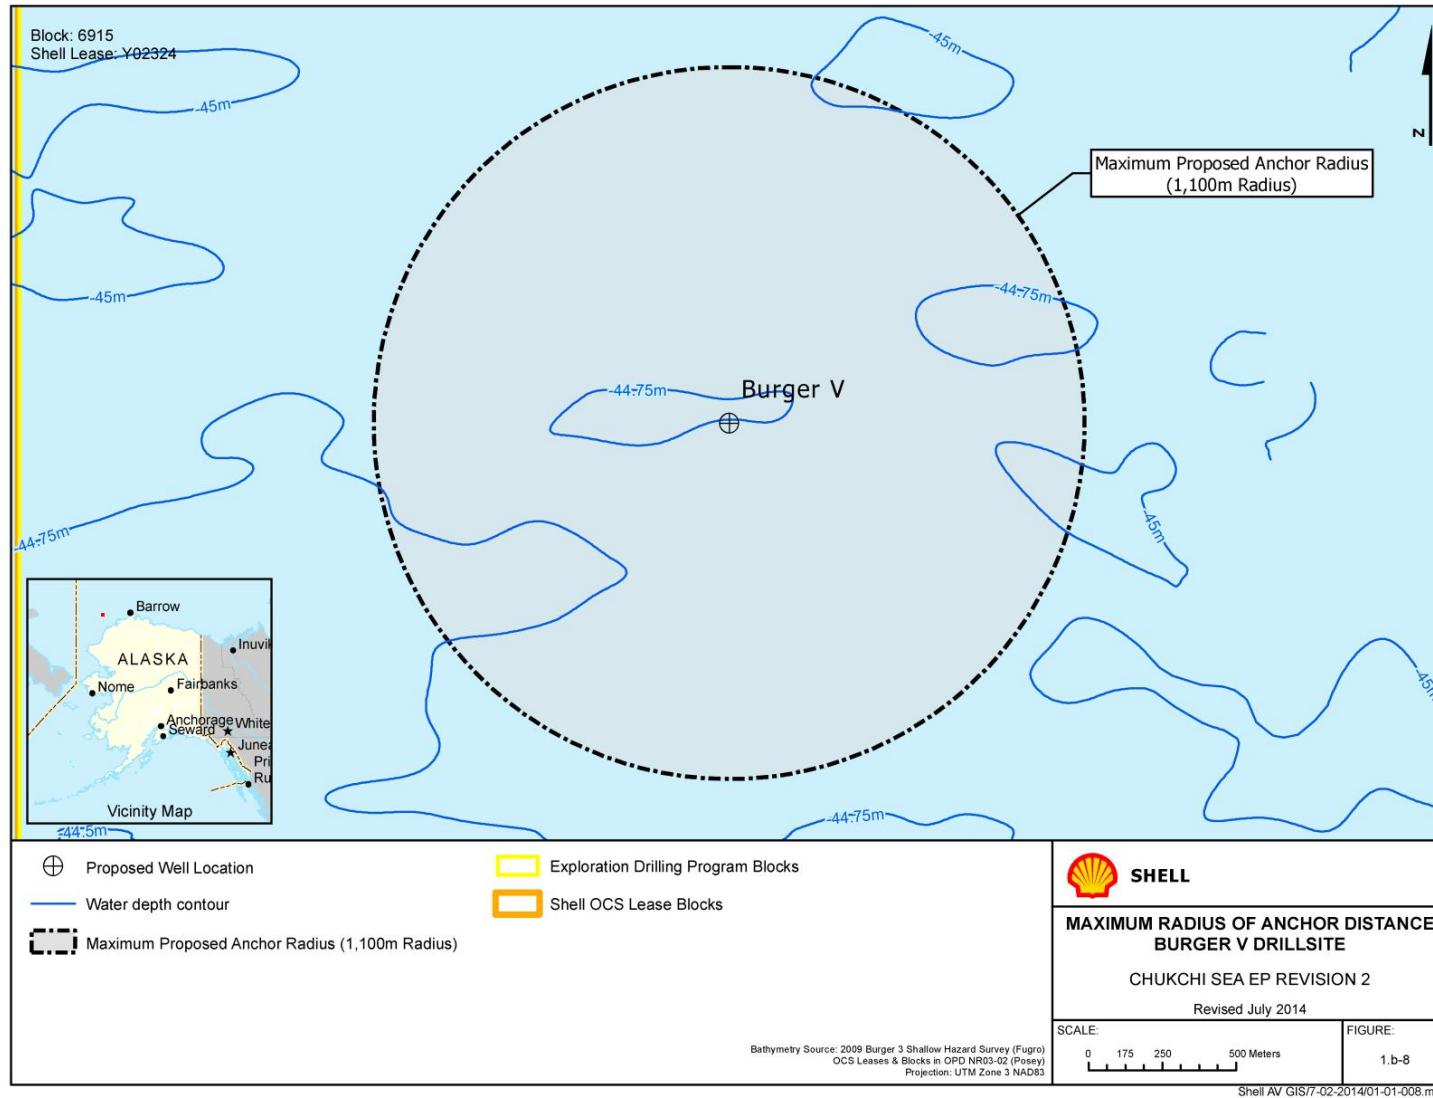 Block: 6915
Shell Lease: Y02324
-45m
-45m
N
Maximum Proposed Anchor Radius
(1,100m Radius)
-45m
-44.75m
-44.75m
Burger V
-44.75m
-45m
-45m
-44.75m
-44.5m
Barrow
Inuvik
ALASKA
Nome
Fairbanks
Anchorage
White
Seward
Junea
Pri
Ru
Vicinity Map
Proposed Well Location
Water depth contour
Maximum Proposed Anchor Radius (1,100m Radius)
Exploration Drilling Program Blocks
Shell OCS Lease Blocks
Bathymetry Source: 2009 Burger 3 Shallow Hazard Survey (Fugro)
OCS Leases & Blocks in OPD NR03-02 (Posey)
Projection: UTM Zone 3 NAD83
SHELL
MAXIMUM RADIUS OF ANCHOR DISTANCE
BURGER V DRILLSITE
CHUKCHI SEA EP REVISION 2
Revised July 2014
SCALE:
0 175 250 500 Meters
FIGURE:
1.b-8
Shell AV GIS/7-02-2014/01-01-008.m